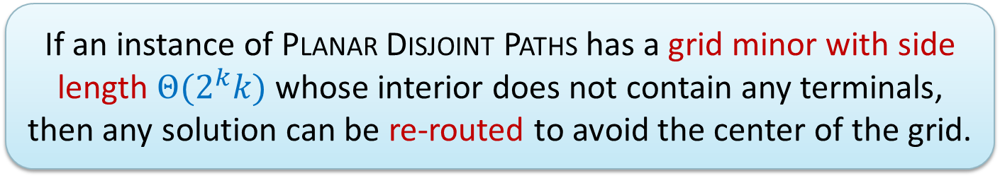 If an instance of PLANAR DISJOINT PATHS has a grid minor with side
length Θ(2^k k) whose interior does not contain any terminals,
then any solution can be re-routed to avoid the center of the grid.